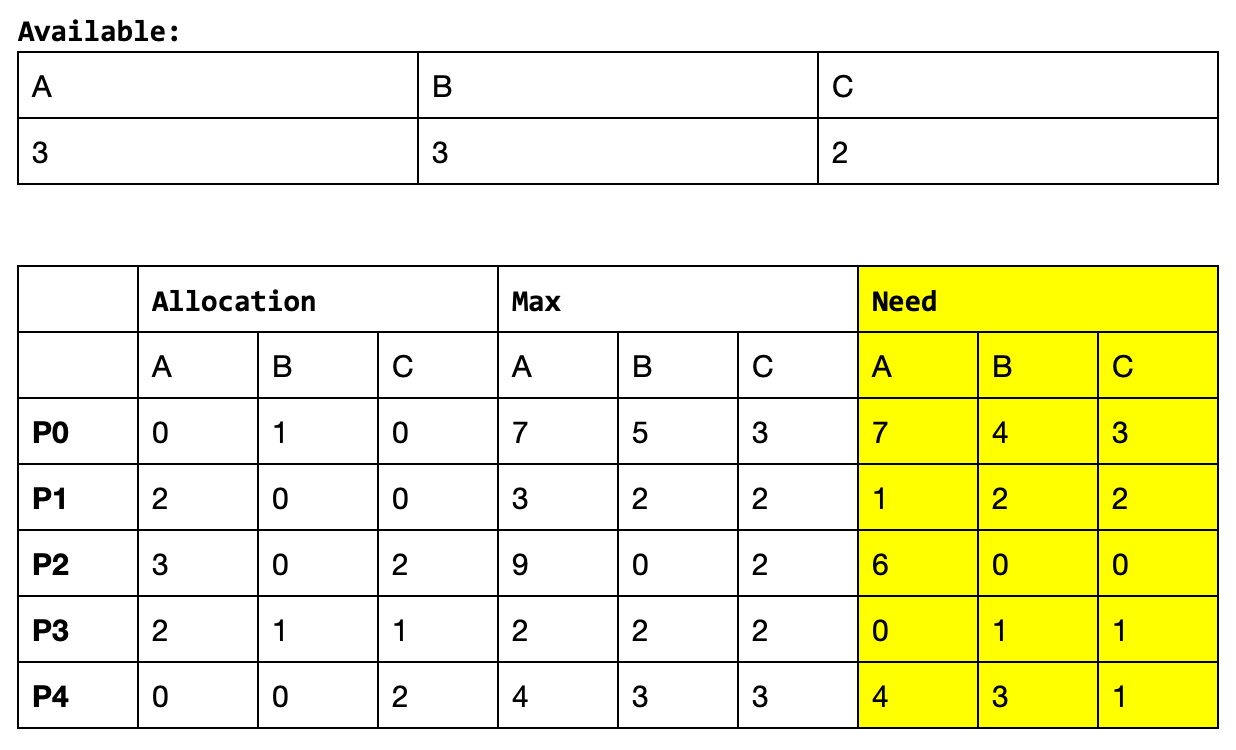 Available:
A B C
3 3 2
Allocation Max Need
A B C A B C A B C
P0 0 1 0 7 5 3 7 4 3
P1 2 0 0 3 2 2 1 2 2
P2 3 0 2 9 0 2 6 0 0
P3 2 1 1 2 2 2 0 1 1
P4 0 0 2 4 3 3 4 3 1